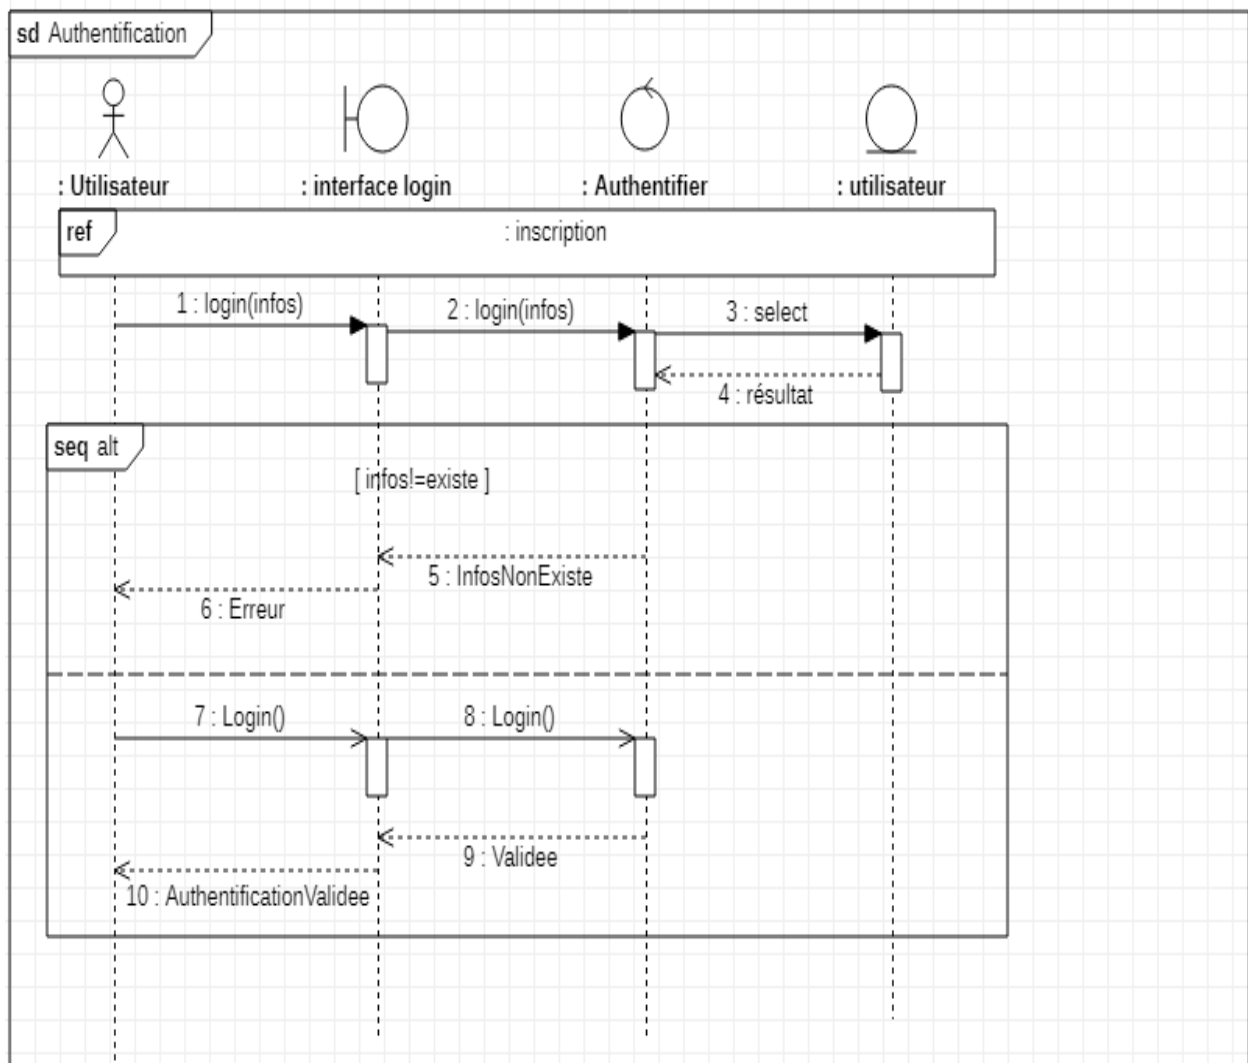 sd Authentification
: Utilisateur
: interface login
: Authentifier
: utilisateur
ref
: inscription
1 : login(infos)
2 : login(infos)
3 : select
4 : résultat
seq alt
[ infos!=existe ]
5 : InfosNonExiste
6 : Erreur
7 : Login()
8 : Login()
9 : Validee
10 : AuthentificationValidee